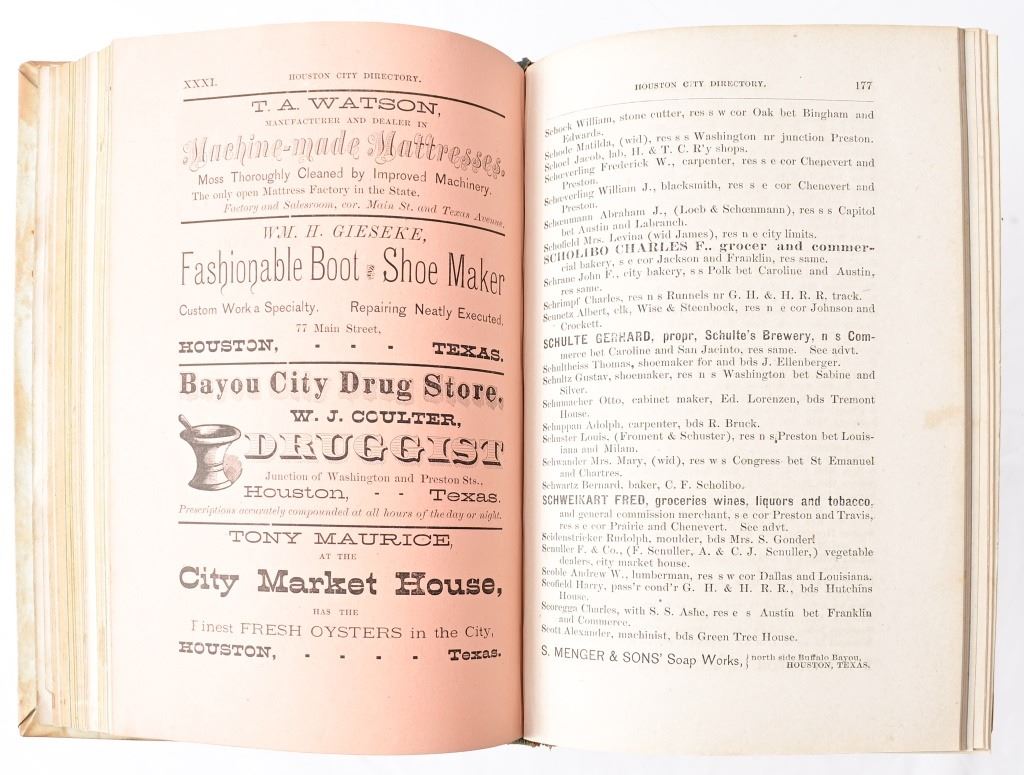 XXXI. HOUSTON CITY DIRECTORY.
T. A. WATSON,
MANUFACTURER AND DEALER IN
Machine-made Mattresses.
Moss Thoroughly Cleaned by Improved Machinery.
The only open Mattress Factory in the State.
Factory and Salesroom, cor. Main St. and Texas Avenue.
WM. H. GIESEKE,
Fashionable Boot & Shoe Maker
Custom Work a Specialty. Repairing Neatly Executed.
77 Main Street,
HOUSTON, - - - TEXAS.
Bayou City Drug Store,
W. J. COULTER,
DRUGGIST
Junction of Washington and Preston Sts.,
Houston, - - Texas.
Prescriptions accurately compounded at all hours of the day or night.
TONY MAURICE,
AT THE
City Market House,
HAS THE
Finest FRESH OYSTERS in the City,
HOUSTON, - - - - Texas.
HOUSTON CITY DIRECTORY. 177
Schock William, stone cutter, res s w cor Oak bet Bingham and
Edwards.
Schode Matilda, (wid), res s s Washington nr junction Preston.
Schoel Jacob, lab, H. & T. C. R'y shops.
Schoeverling Frederick W., carpenter, res s e cor Chenevert and
Preston.
Schoeverling William J., blacksmith, res s e cor Chenevert and
Preston.
Schœnmann Abraham J., (Loeb & Schœnmann), res s s Capitol
bet Austin and Labranch.
Schofield Mrs. Levina (wid James), res n e city limits.
SCHOLIBO CHARLES F.. grocer and commer-
cial bakery, s e cor Jackson and Franklin, res same.
Schrane John F., city bakery, s s Polk bet Caroline and Austin,
res same.
Schrimpf Charles, res n s Runnels nr G. H. &. H. R. R. track.
Scunetz Albert, clk, Wise & Steenbock, res n e cor Johnson and
Crockett.
SCHULTE GERHARD, propr, Schulte's Brewery, n s Com-
merce bet Caroline and San Jacinto, res same. See advt.
Schultheiss Thomas, shoemaker for and bds J. Ellenberger.
Schultz Gustav, shoemaker, res n s Washington bet Sabine and
Silver.
Schumacher Otto, cabinet maker, Ed. Lorenzen, bds Tremont
House.
Schuppan Adolph, carpenter, bds R. Bruck.
Schuster Louis, (Froment & Schuster), res n s, Preston bet Louis-
iana and Milam.
Schwander Mrs. Mary, (wid), res w s Congress bet St Emanuel
and Chartres.
Schwartz Bernard, baker, C. F. Scholibo.
SCHWEIKART FRED, groceries wines, liquors and tobacco,
and general commission merchant, s e cor Preston and Travis,
res s e cor Prairie and Chenevert. See advt.
Seidenstricker Rudolph, moulder, bds Mrs. S. Gonder!
Scnuller F. & Co., (F. Scnuller, A. & C. J. Scnuller,) vegetable
dealers, city market house.
Scoble Andrew W., lumberman, res s w cor Dallas and Louisiana.
Scofield Harry, pass'r cond'r G. H. & H. R. R., bds Hutchins
House.
Scoregga Charles, with S. S. Ashe, res e s Austin bet Franklin
and Commerce.
Scott Alexander, machinist, bds Green Tree House.
S. MENGER & SONS' Soap Works, {north side Buffalo Bayou,
HOUSTON, TEXAS.